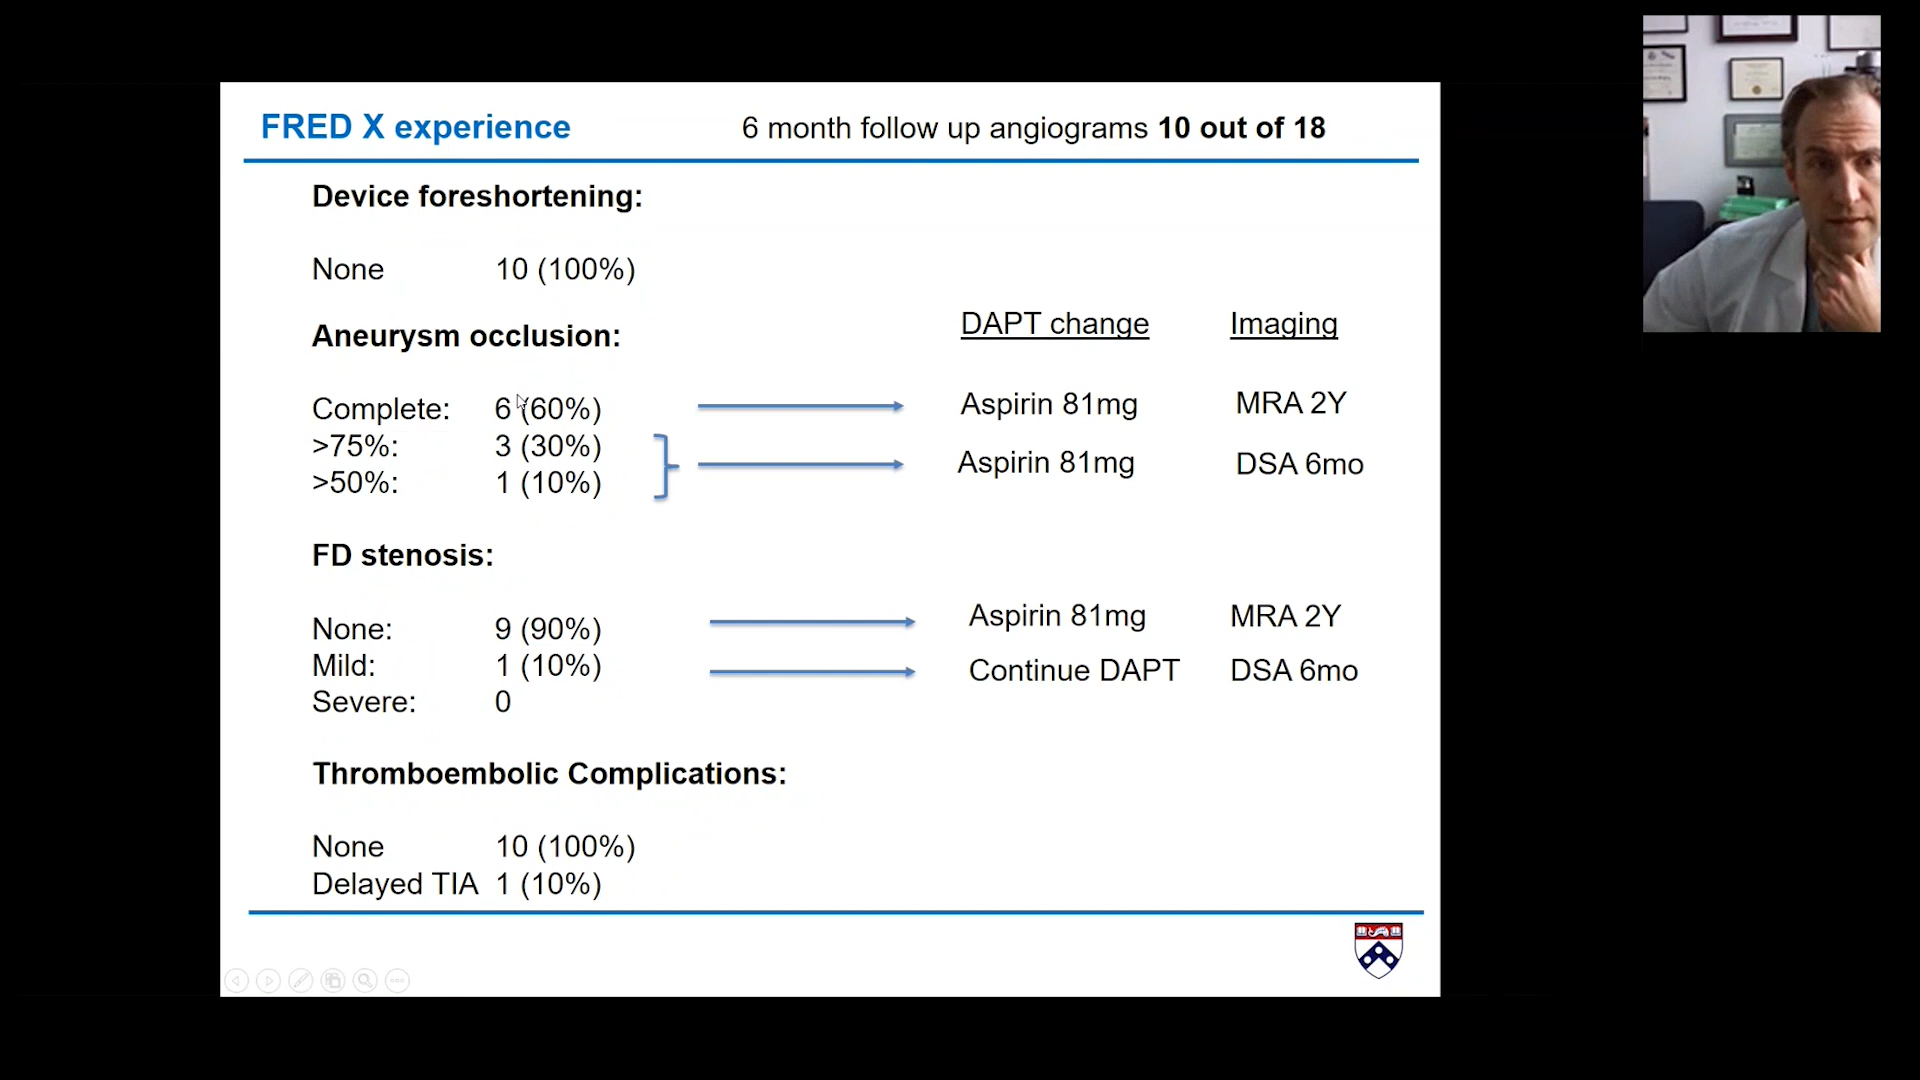 FRED X experience 6 month follow up angiograms 10 out of 18
Device foreshortening:
None 10 (100%)
DAPT change Imaging
Aneurysm occlusion:
Complete: 6 (60%) Aspirin 81mg MRA 2Y
>75%: 3 (30%)
Aspirin 81mg DSA 6mo
>50%: 1 (10%)
FD stenosis:
None: 9 (90%) Aspirin 81mg MRA 2Y
Mild: 1 (10%) Continue DAPT DSA 6mo
Severe: 0
Thromboembolic Complications:
None 10 (100%)
Delayed TIA 1 (10%)